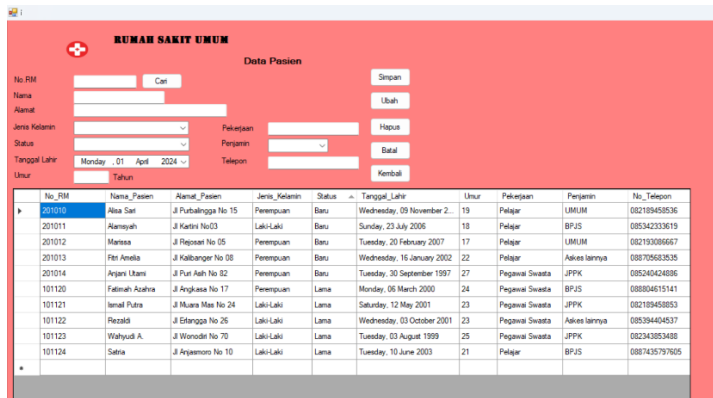 RUMAH SAKIT UMUM
Data Pasien
No.RM Cari Simpan
Nama Ubah
Alamat
Jenis Kelamin Pekerjaan Hapus
Status Penjamin Batal
Tanggal Lahir Monday , 01 April 2024 Telepon
Umur Tahun Kembali
No_RM Nama_Pasien Alamat_Pasien Jenis_Kelamin Status Tanggal_Lahir Umur Pekerjaan Penjamin No_Telepon
201010 Alisa Sari Jl Purbalingga No 15 Perempuan Baru Wednesday, 09 November 2... 19 Pelajar UMUM 082189458536
201011 Alamsyah Jl Kartini No03 Laki-Laki Baru Sunday, 23 July 2006 18 Pelajar BPJS 085342333619
201012 Marissa Jl Rejosari No 05 Perempuan Baru Tuesday, 20 February 2007 17 Pelajar UMUM 082193086667
201013 Fitri Amelia Jl Kalibanger No 08 Perempuan Baru Wednesday, 16 January 2002 22 Pelajar Askes lainnya 088705683535
201014 Anjani Utami Jl Puri Asih No 82 Perempuan Baru Tuesday, 30 September 1997 27 Pegawai Swasta JPPK 085240424886
101120 Fatimah Azahra Jl Angkasa No 17 Perempuan Lama Monday, 06 March 2000 24 Pegawai Swasta BPJS 088804615141
101121 Ismail Putra Jl Muara Mas No 24 Laki-Laki Lama Saturday, 12 May 2001 23 Pegawai Swasta JPPK 082189458853
101122 Rezaldi Jl Erlangga No 26 Laki-Laki Lama Wednesday, 03 October 2001 23 Pegawai Swasta Askes lainnya 085394404537
101123 Wahyudi A. Jl Wonodri No 70 Laki-Laki Lama Tuesday, 03 August 1999 25 Pegawai Swasta JPPK 082343853488
101124 Satria Jl Anjasmoro No 10 Laki-Laki Lama Tuesday, 10 June 2003 21 Pelajar BPJS 0887435797605